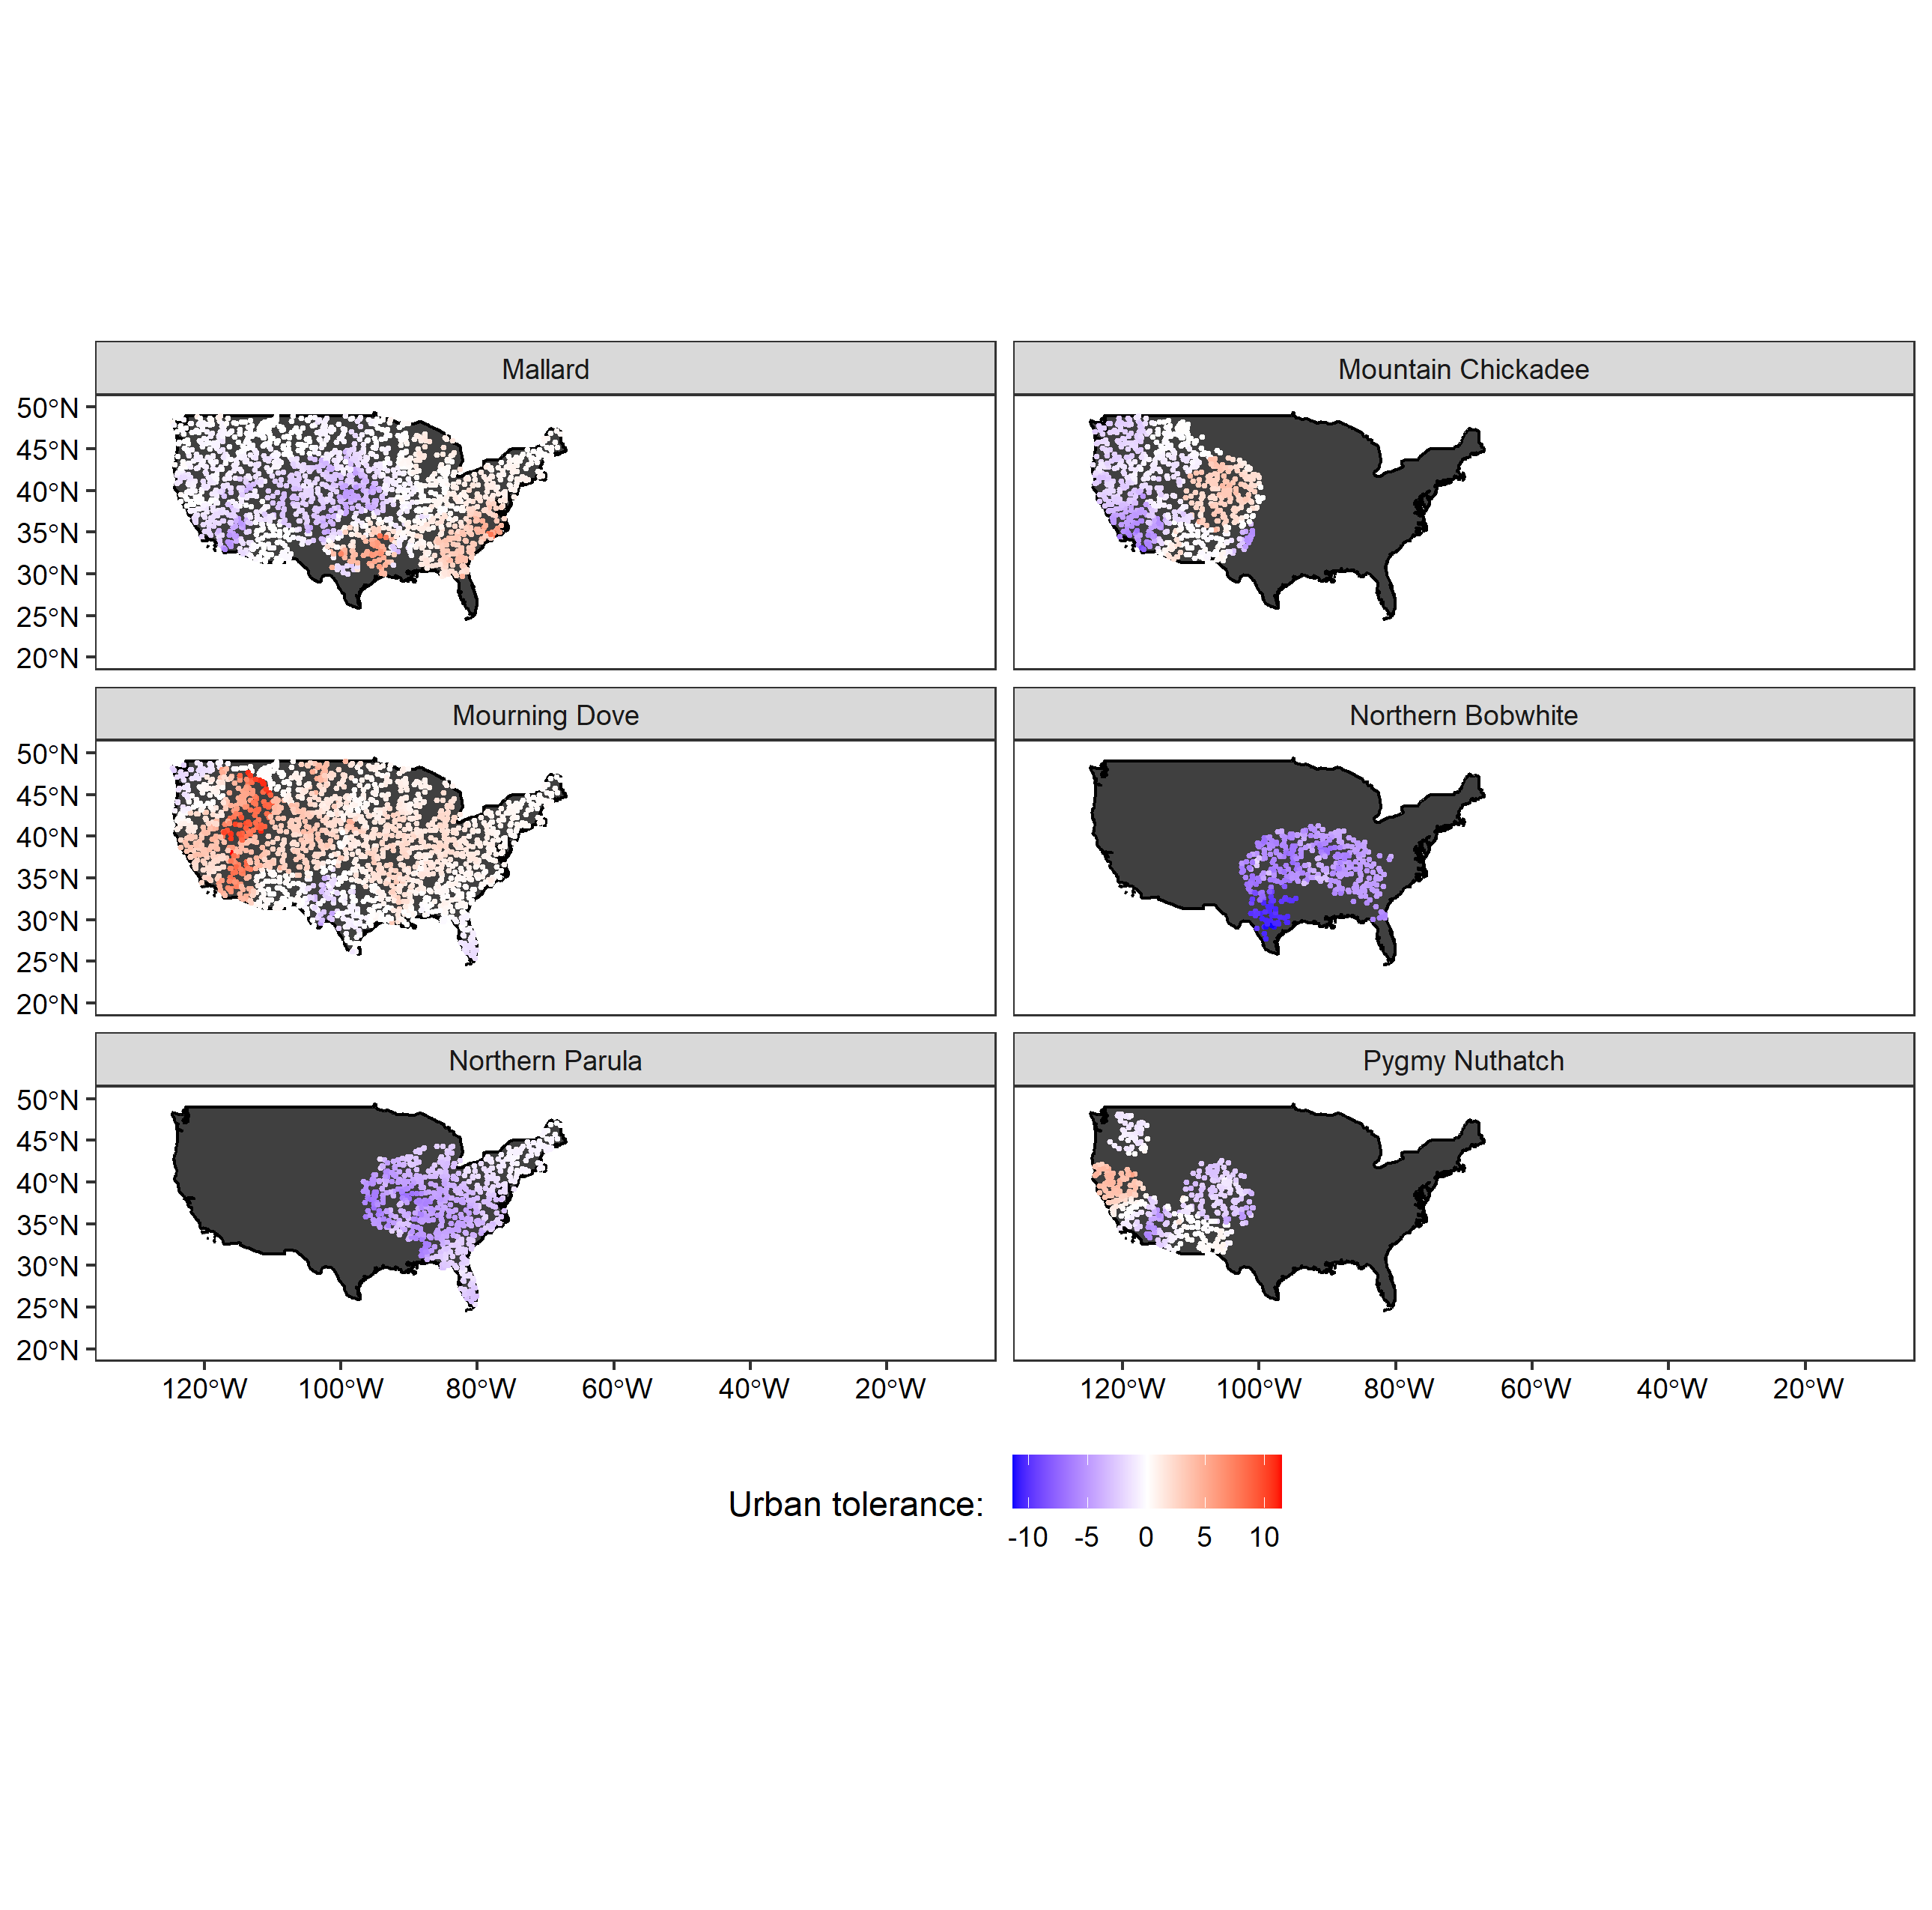 Mallard
Mountain Chickadee
50°N
45°N
40°N
35°N
30°N
25°N
20°N
Mourning Dove
Northern Bobwhite
50°N
45°N
40°N
35°N
30°N
25°N
20°N
Northern Parula
Pygmy Nuthatch
50°N
45°N
40°N
35°N
30°N
25°N
20°N
120°W 100°W 80°W 60°W 40°W 20°W
120°W 100°W 80°W 60°W 40°W 20°W
Urban tolerance:
-10 -5 0 5 10